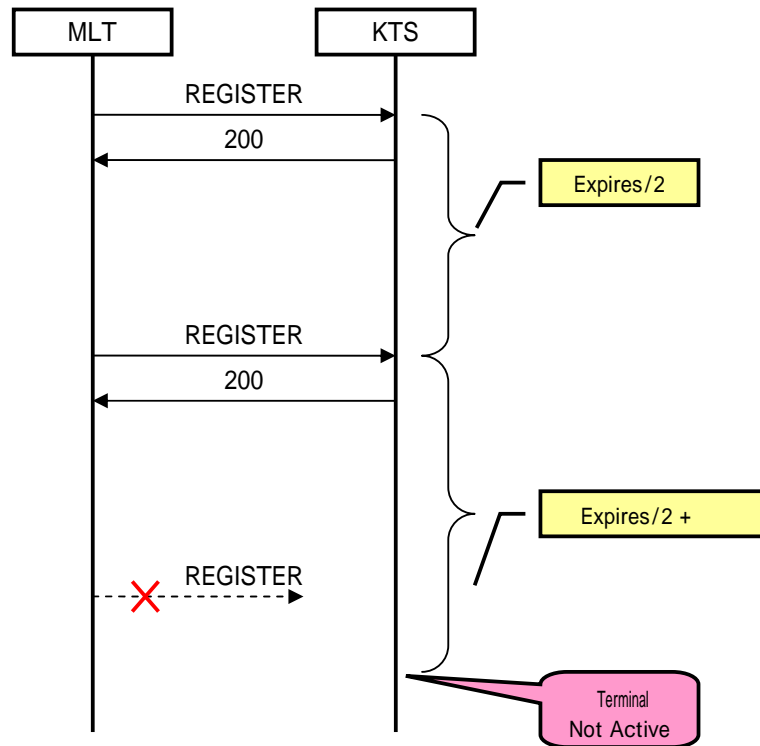 MLT
KTS
REGISTER
200
Expires/2
REGISTER
200
Expires/2 +
REGISTER
Terminal
Not Active